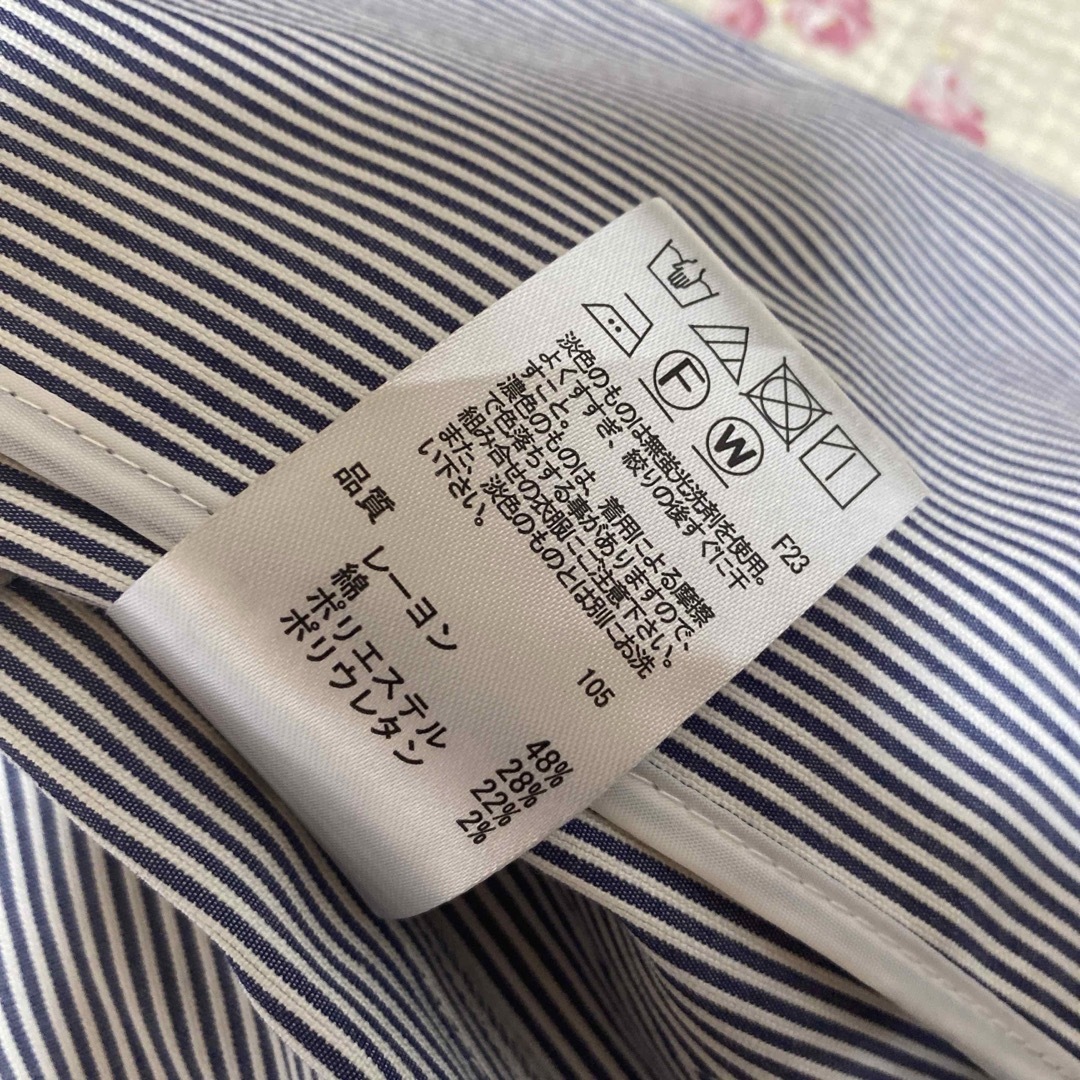 F
W
F23
淡色のものは無蛍光洗剤を使用。
よくすすぎ、絞りの後すぐに干
すこと。
濃色のものは、着用による摩擦
で色落ちする事がありますので、
組み合せの衣服にご注意下さい。
また、淡色のものとは別にお洗
い下さい。
105
品質 レーヨン 48%
綿 28%
ポリエステル 22%
ポリウレタン 2%